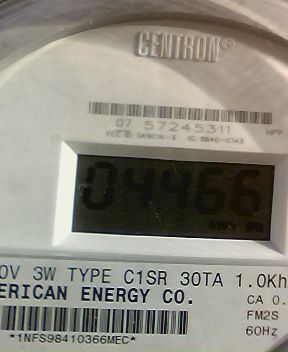 CENTRON®
07 57245311
HPP
04466
0V 3W TYPE C1SR 30TA 1.0Kh
ERICAN ENERGY CO.
CA 0.
FM2S
*1NFS98410366MEC*
60Hz